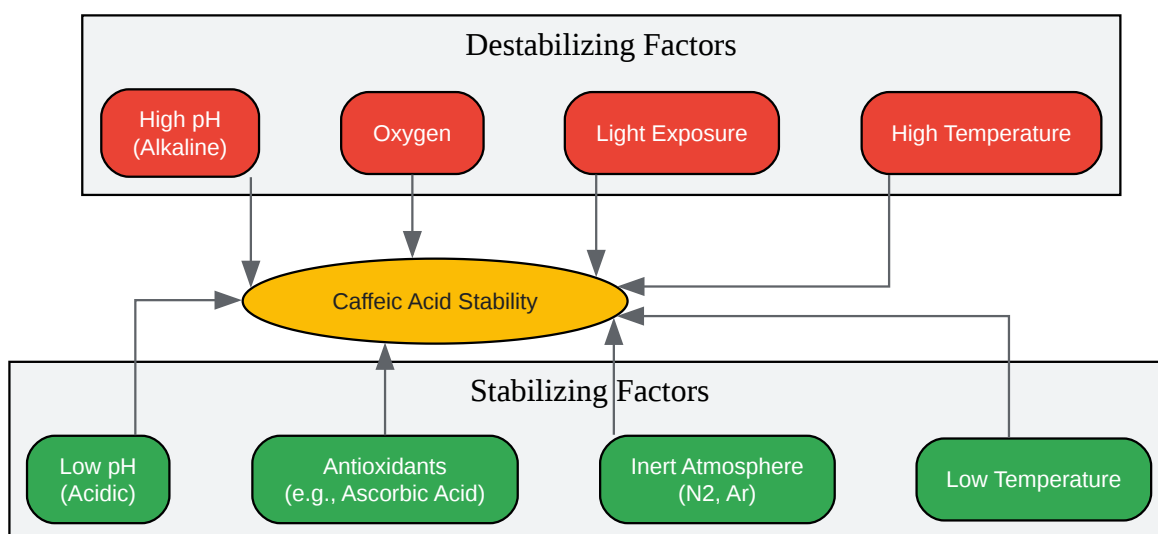 Destabilizing Factors
High pH
(Alkaline)
Oxygen
Light Exposure
High Temperature
Caffeic Acid Stability
Stabilizing Factors
Low pH
(Acidic)
Antioxidants
(e.g., Ascorbic Acid)
Inert Atmosphere
(N2, Ar)
Low Temperature